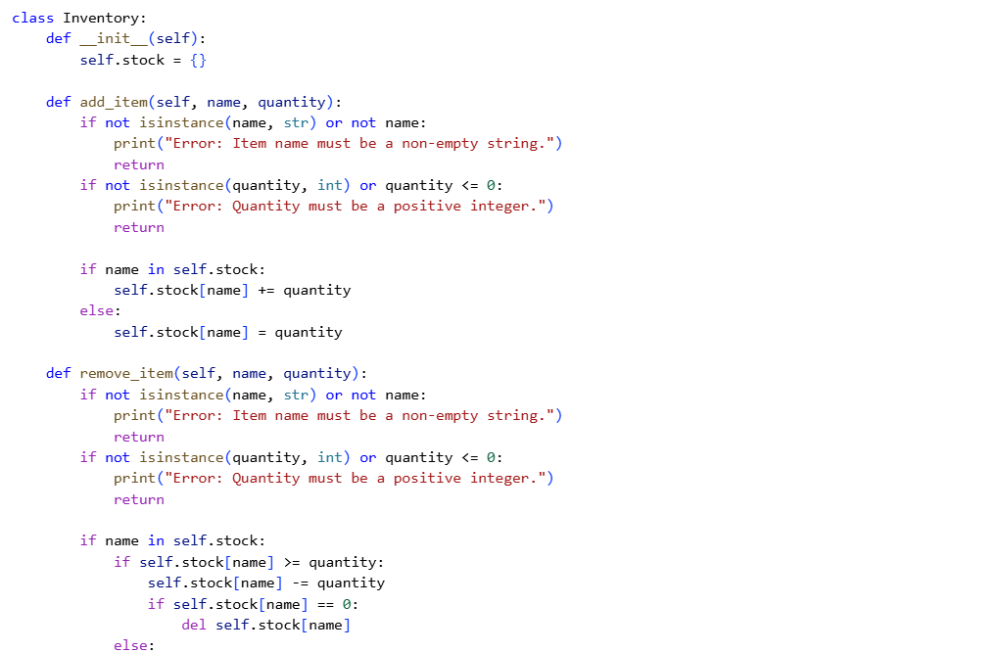 class Inventory:
    def __init__(self):
        self.stock = {}

    def add_item(self, name, quantity):
        if not isinstance(name, str) or not name:
            print("Error: Item name must be a non-empty string.")
            return
        if not isinstance(quantity, int) or quantity <= 0:
            print("Error: Quantity must be a positive integer.")
            return

        if name in self.stock:
            self.stock[name] += quantity
        else:
            self.stock[name] = quantity

    def remove_item(self, name, quantity):
        if not isinstance(name, str) or not name:
            print("Error: Item name must be a non-empty string.")
            return
        if not isinstance(quantity, int) or quantity <= 0:
            print("Error: Quantity must be a positive integer.")
            return

        if name in self.stock:
            if self.stock[name] >= quantity:
                self.stock[name] -= quantity
                if self.stock[name] == 0:
                    del self.stock[name]
            else: